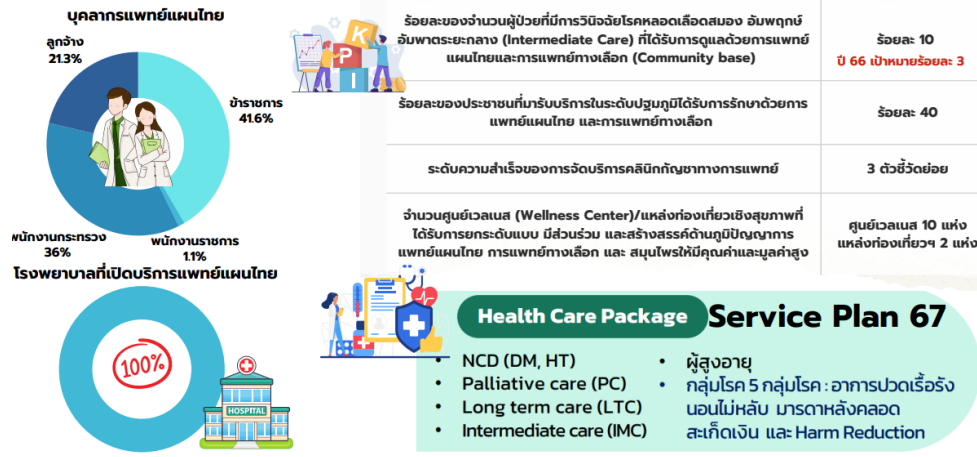 บุคลากรแพทย์แผนไทย
ลูกจ้าง
21.3%
ข้าราชการ
41.6%
พนักงานกระทรวง
36%
พนักงานราชการ
1.1%
โรงพยาบาลที่เปิดบริการแพทย์แผนไทย
100%
HOSPITAL
K
P
I
ร้อยละของจำนวนผู้ป่วยที่มีการวินิจฉัยโรคหลอดเลือดสมอง อัมพฤกษ์
อัมพาตระยะกลาง (Intermediate Care) ที่ได้รับการดูแลด้วยการแพทย์
แผนไทยและการแพทย์ทางเลือก (Community base)
ร้อยละ 10
ปี 66 เป้าหมายร้อยละ 3
ร้อยละของประชาชนที่มารับบริการในระดับปฐมภูมิได้รับการรักษาด้วยการ
แพทย์แผนไทย และการแพทย์ทางเลือก
ร้อยละ 40
ระดับความสำเร็จของการจัดบริการคลินิกกัญชาทางการแพทย์
3 ตัวชี้วัดย่อย
จำนวนศูนย์เวลเนส (Wellness Center)/แหล่งท่องเที่ยวเชิงสุขภาพที่
ได้รับการยกระดับแบบ มีส่วนร่วม และสร้างสรรค์ด้านภูมิปัญญาการ
แพทย์แผนไทย การแพทย์ทางเลือก และ สมุนไพรให้มีคุณค่าและมูลค่าสูง
ศูนย์เวลเนส 10 แห่ง
แหล่งท่องเที่ยวฯ 2 แห่ง
Health Care Package
Service Plan 67
• NCD (DM, HT)
• Palliative care (PC)
• Long term care (LTC)
• Intermediate care (IMC)
• ผู้สูงอายุ
• กลุ่มโรค 5 กลุ่มโรค : อาการปวดเรื้อรัง
นอนไม่หลับ มารดาหลังคลอด
สะเก็ดเงิน และ Harm Reduction